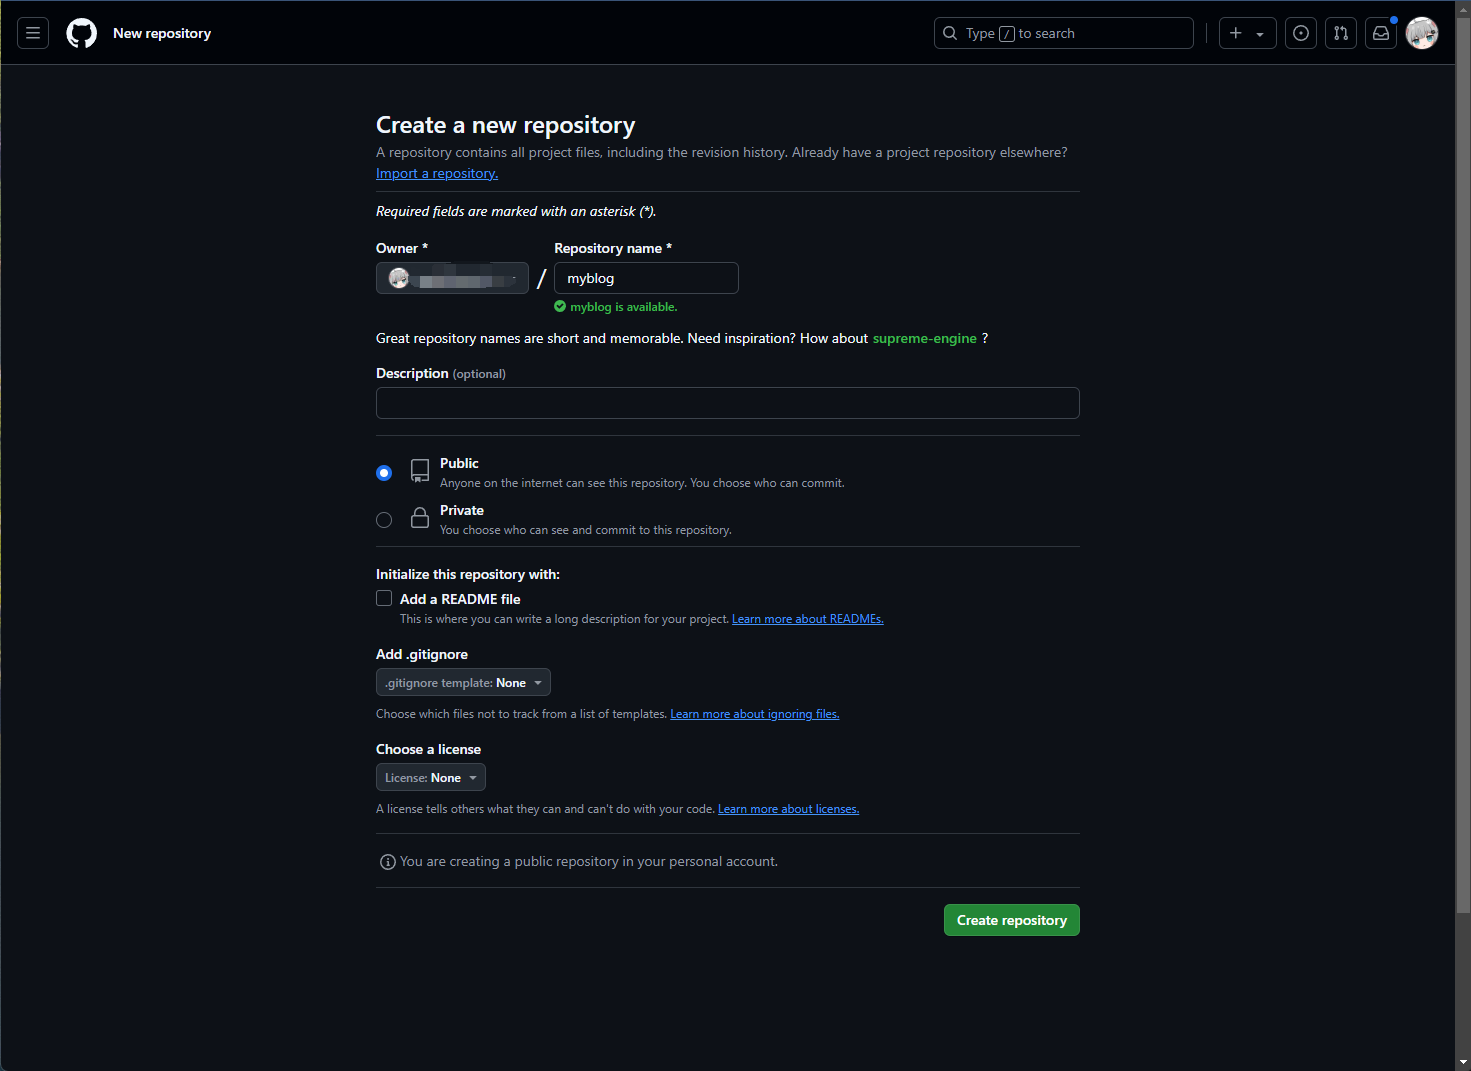 New repository
Type / to search
Create a new repository
A repository contains all project files, including the revision history. Already have a project repository elsewhere?
Import a repository.
Required fields are marked with an asterisk (*).
Owner *
Repository name *
/
myblog
myblog is available.
Great repository names are short and memorable. Need inspiration? How about supreme-engine ?
Description (optional)
Public
Anyone on the internet can see this repository. You choose who can commit.
Private
You choose who can see and commit to this repository.
Initialize this repository with:
Add a README file
This is where you can write a long description for your project. Learn more about READMEs.
Add .gitignore
.gitignore template: None
Choose which files not to track from a list of templates. Learn more about ignoring files.
Choose a license
License: None
A license tells others what they can and can't do with your code. Learn more about licenses.
You are creating a public repository in your personal account.
Create repository